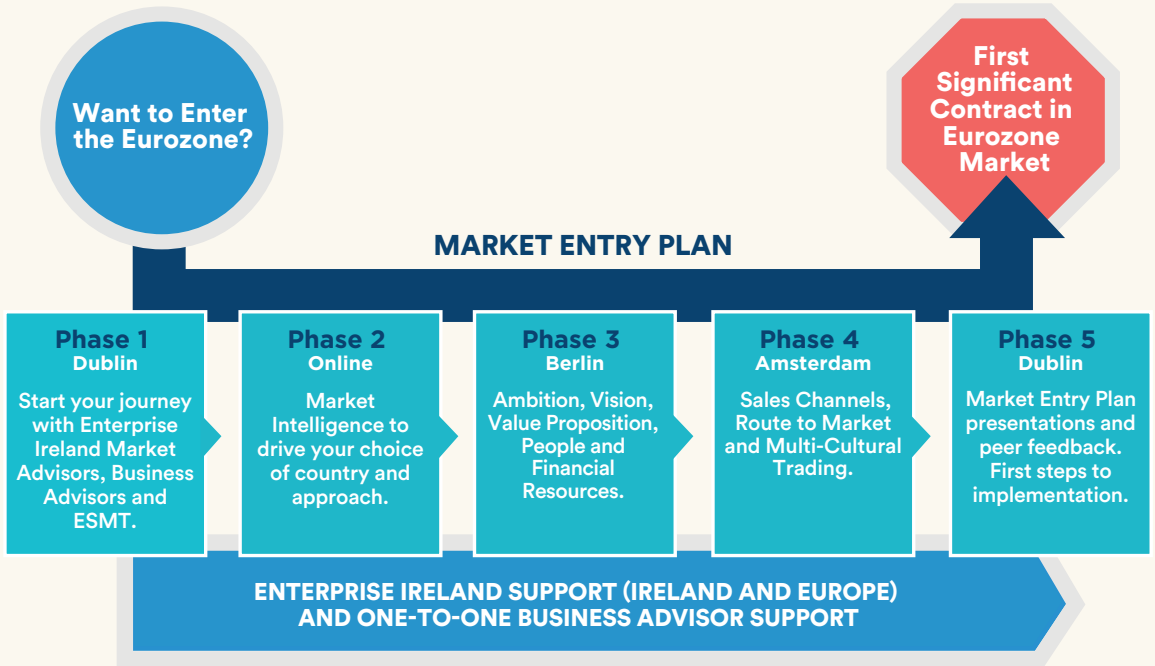 Want to Enter
the Eurozone?
First
Significant
Contract in
Eurozone
Market
MARKET ENTRY PLAN
Phase 1
Dublin
Start your journey
with Enterprise
Ireland Market
Advisors, Business
Advisors and
ESMT.
Phase 2
Online
Market
Intelligence to
drive your choice
of country and
approach.
Phase 3
Berlin
Ambition, Vision,
Value Proposition,
People and
Financial
Resources.
Phase 4
Amsterdam
Sales Channels,
Route to Market
and Multi-Cultural
Trading.
Phase 5
Dublin
Market Entry Plan
presentations and
peer feedback.
First steps to
implementation.
ENTERPRISE IRELAND SUPPORT (IRELAND AND EUROPE)
AND ONE-TO-ONE BUSINESS ADVISOR SUPPORT